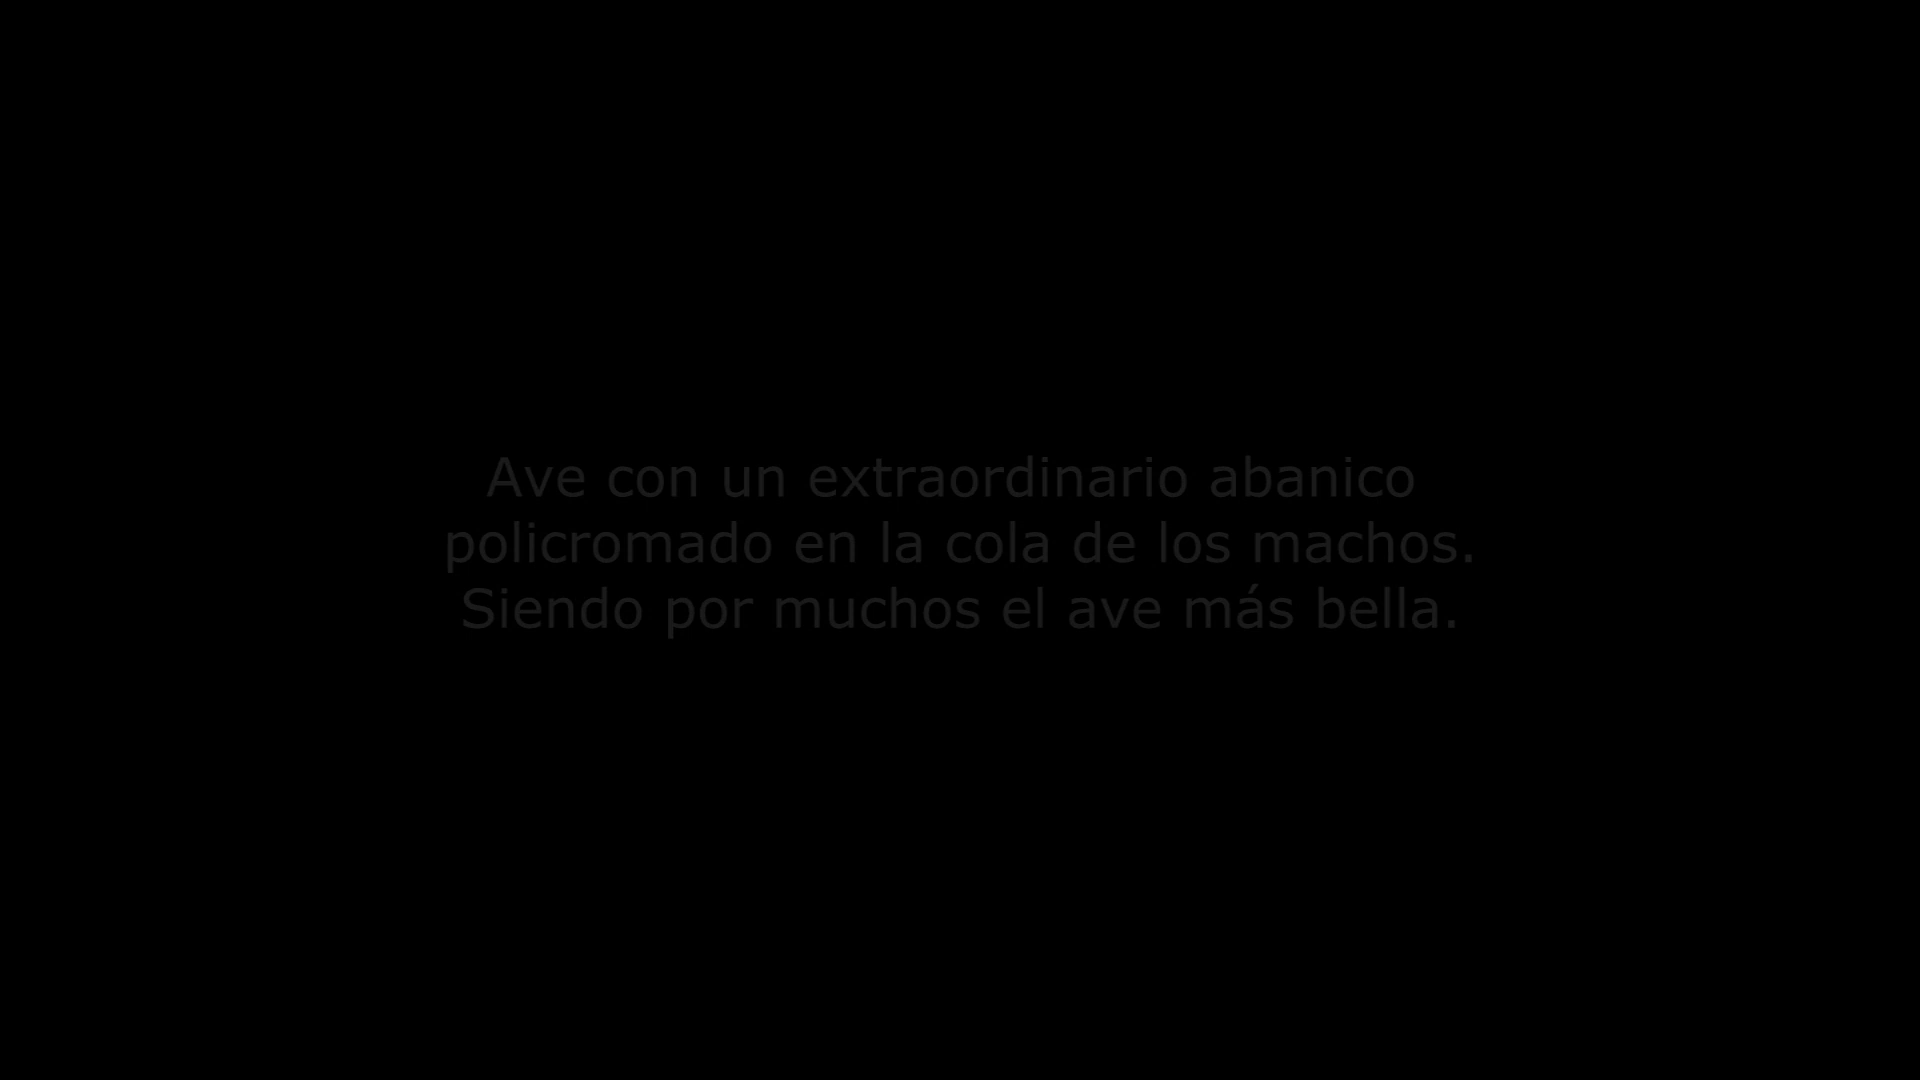 Ave con un extraordinario abanico
policromado en la cola de los machos.
Siendo por muchos el ave más bella.